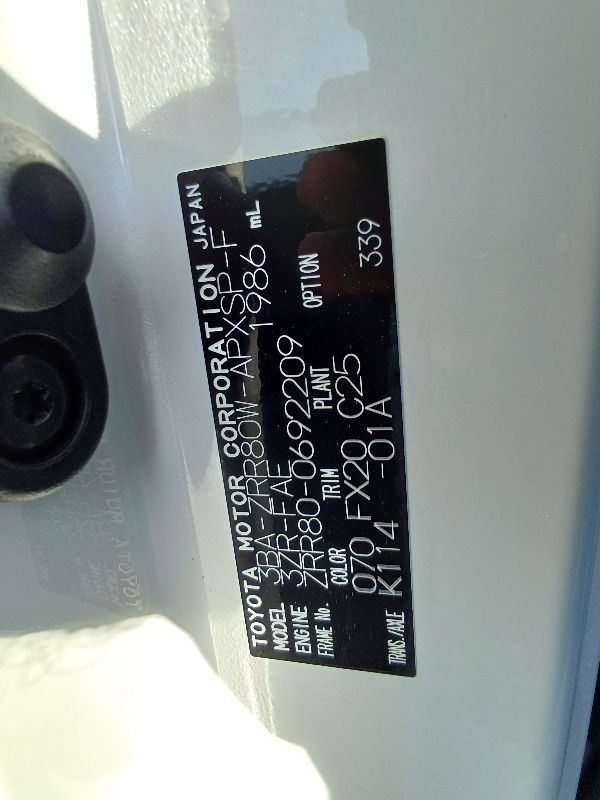 TOYOTA MOTOR CORPORATION JAPAN
MODEL 3BA-ZRR80W-APXSP-F
ENGINE 3ZR-FAE 1986 mL
FRAME No. ZRR80-0692209
COLOR TRIM PLANT OPTION
070 FX20 C25 339
TRANS./AXLE K114 -01A